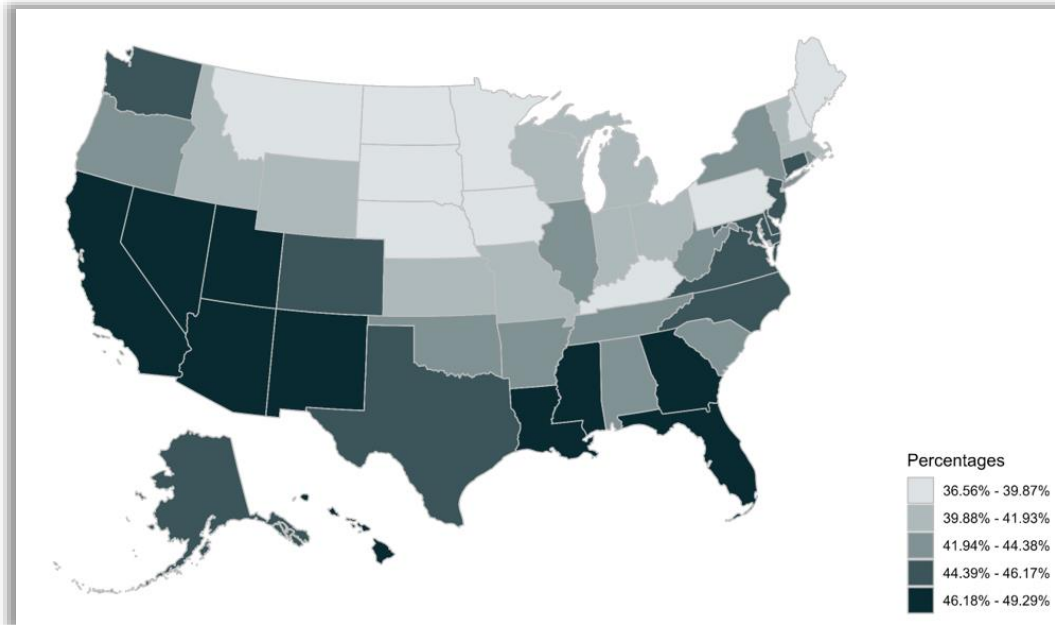 Percentages
36.56% - 39.87%
39.88% - 41.93%
41.94% - 44.38%
44.39% - 46.17%
46.18% - 49.29%